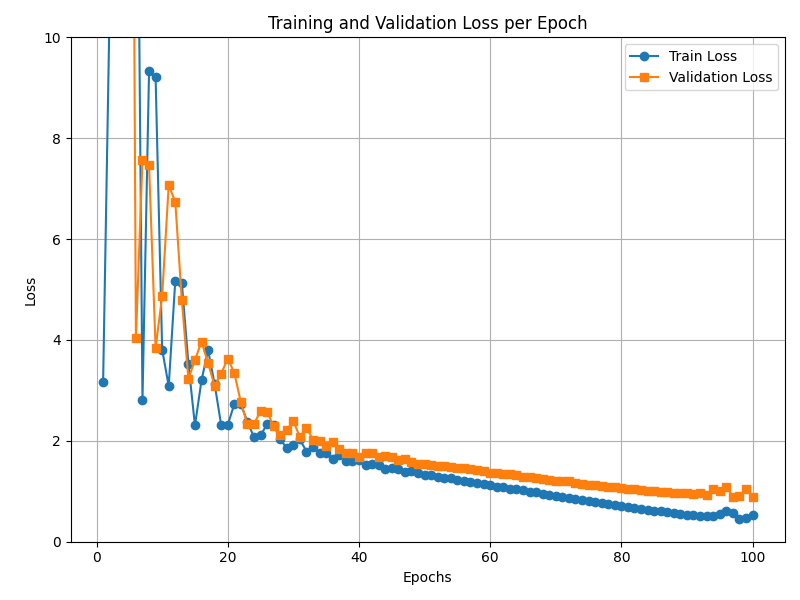 Training and Validation Loss per Epoch
Train Loss
Validation Loss
Loss
10
8
6
4
2
0
0 20 40 60 80 100
Epochs